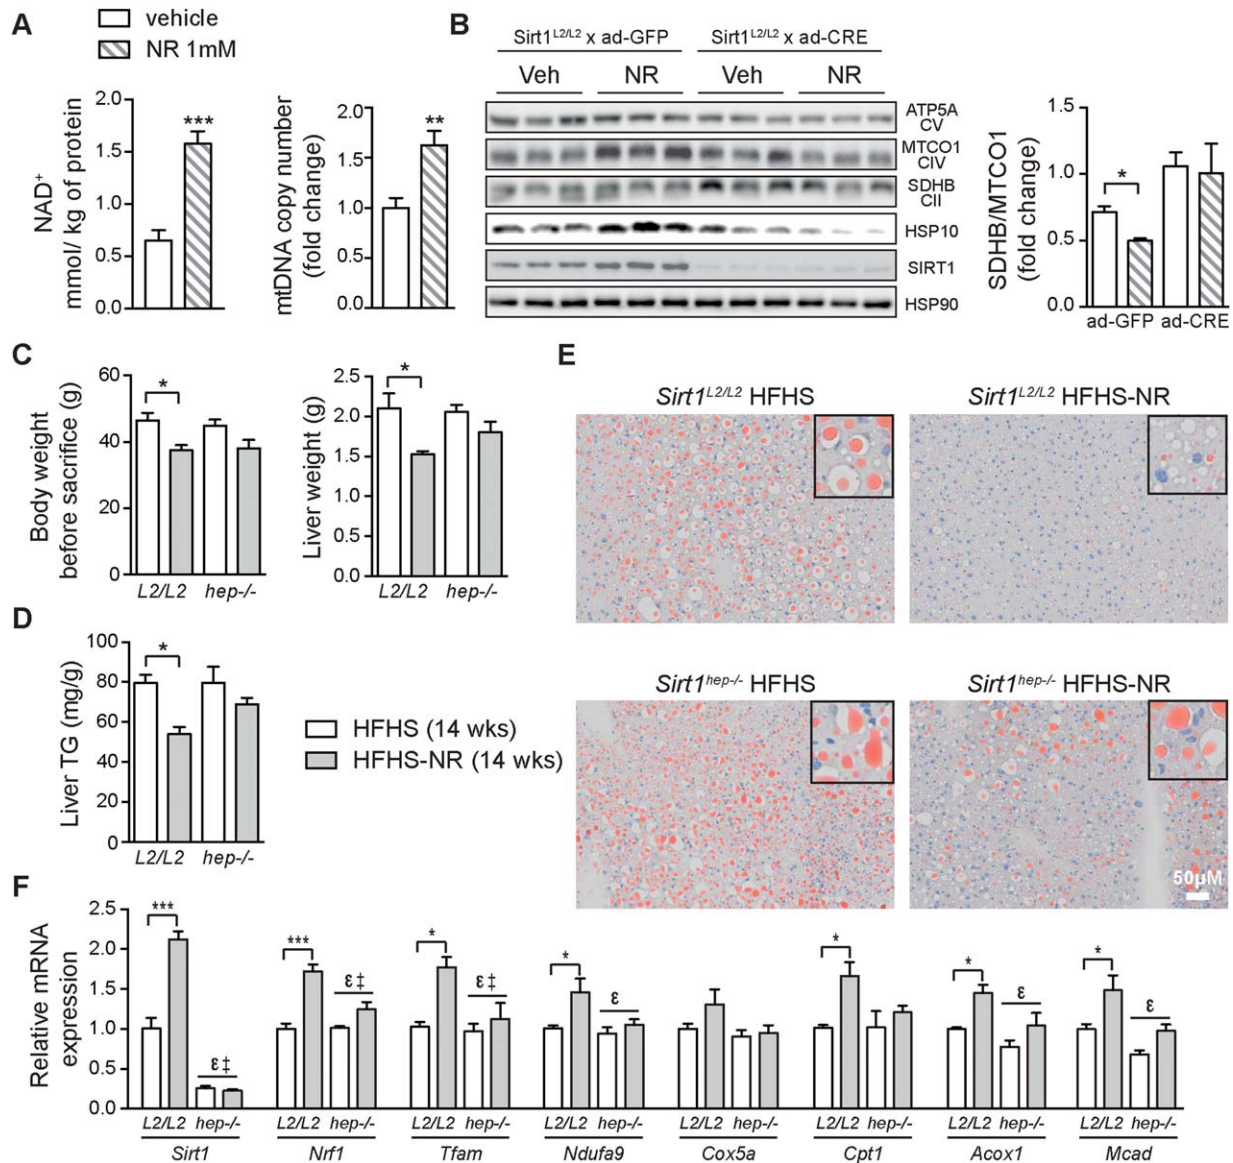 A
vehicle
NR 1mM
NAD+
mmol/ kg of protein
2.0
1.5
1.0
0.5
0.0
***
mtDNA copy number
(fold change)
2.0
1.5
1.0
0.5
0.0
**
B
Sirt1L2/L2 x ad-GFP
Sirt1L2/L2 x ad-CRE
Veh
NR
Veh
NR
ATP5A
CV
MTCO1
CIV
SDHB
CII
HSP10
SIRT1
HSP90
SDHB/MTCO1
(fold change)
1.5
1.0
0.5
0.0
*
ad-GFP
ad-CRE
C
Body weight
before sacrifice (g)
60
40
20
0
*
L2/L2
hep-/-
Liver weight (g)
2.5
2.0
1.5
1.0
0.5
0.0
*
L2/L2
hep-/-
D
Liver TG (mg/g)
100
80
60
40
20
0
*
L2/L2
hep-/-
HFHS (14 wks)
HFHS-NR (14 wks)
E
Sirt1L2/L2 HFHS
Sirt1L2/L2 HFHS-NR
Sirt1hep-/- HFHS
Sirt1hep-/- HFHS-NR
50µM
F
Relative mRNA
expression
2.5
2.0
1.5
1.0
0.5
0.0
***
ε‡
***
ε‡
*
ε‡
*
ε
*
*
ε
*
ε
L2/L2 hep-/- L2/L2 hep-/- L2/L2 hep-/- L2/L2 hep-/- L2/L2 hep-/- L2/L2 hep-/- L2/L2 hep-/- L2/L2 hep-/-
Sirt1 Nrf1 Tfam Ndufa9 Cox5a Cpt1 Acox1 Mcad